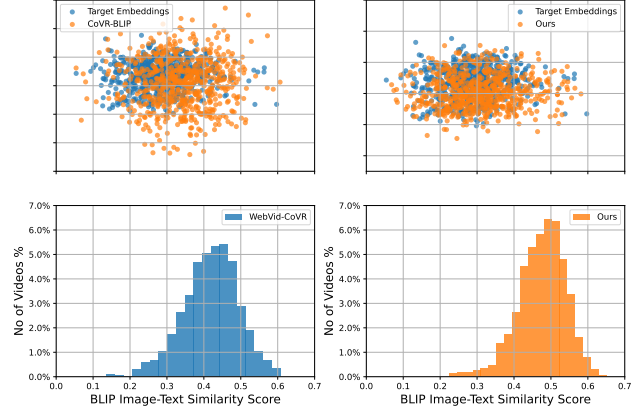 Target Embeddings
CoVR-BLIP
Target Embeddings
Ours
7.0%
6.0%
5.0%
4.0%
3.0%
2.0%
1.0%
0.0%
No of Videos %
WebVid-CoVR
0.0 0.1 0.2 0.3 0.4 0.5 0.6 0.7
BLIP Image-Text Similarity Score
7.0%
6.0%
5.0%
4.0%
3.0%
2.0%
1.0%
0.0%
No of Videos %
Ours
0.0 0.1 0.2 0.3 0.4 0.5 0.6 0.7
BLIP Image-Text Similarity Score